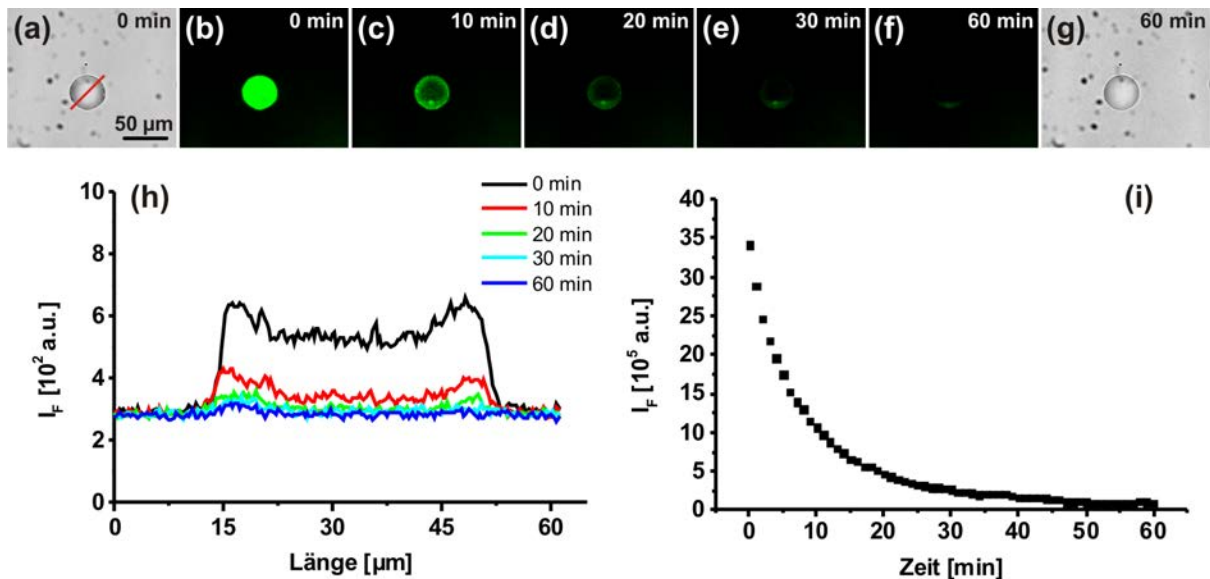 (a) 0 min
50 µm
(b) 0 min
(c) 10 min
(d) 20 min
(e) 30 min
(f) 60 min
(g) 60 min
(h)
0 min
10 min
20 min
30 min
60 min
10
8
6
4
2
0
I_F [10² a.u.]
0 15 30 45 60
Länge [µm]
(i)
40
35
30
25
20
15
10
5
0
I_F [10⁵ a.u.]
0 10 20 30 40 50 60
Zeit [min]